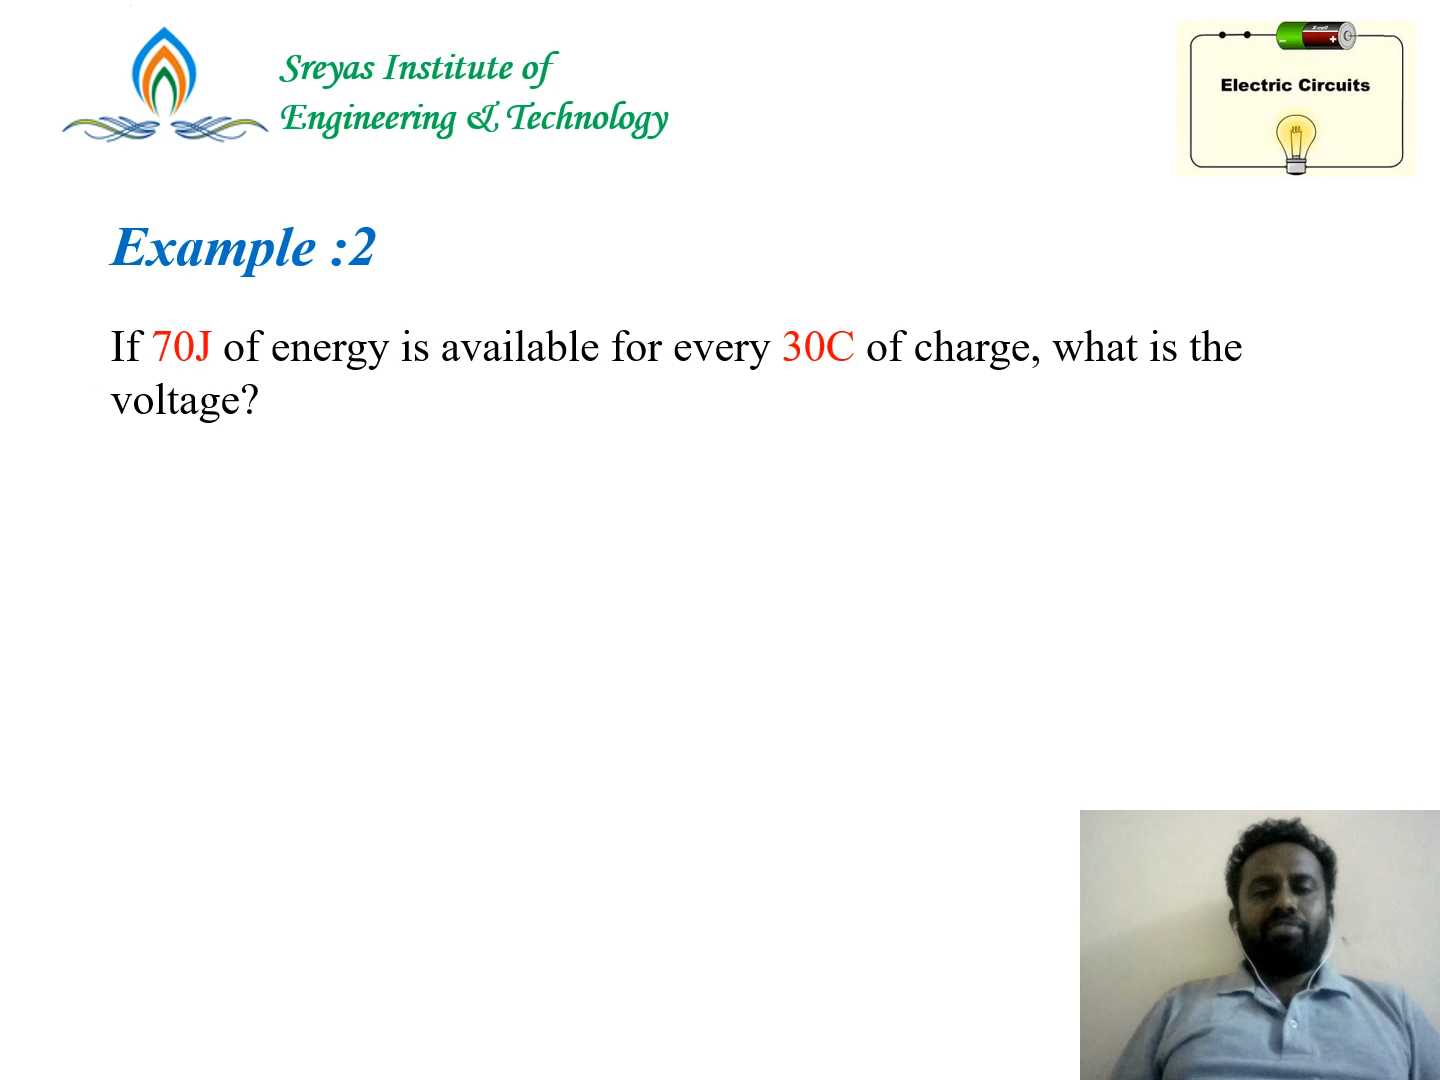 Sreyas Institute of
Engineering & Technology
Electric Circuits
Example :2
If 70J of energy is available for every 30C of charge, what is the
voltage?